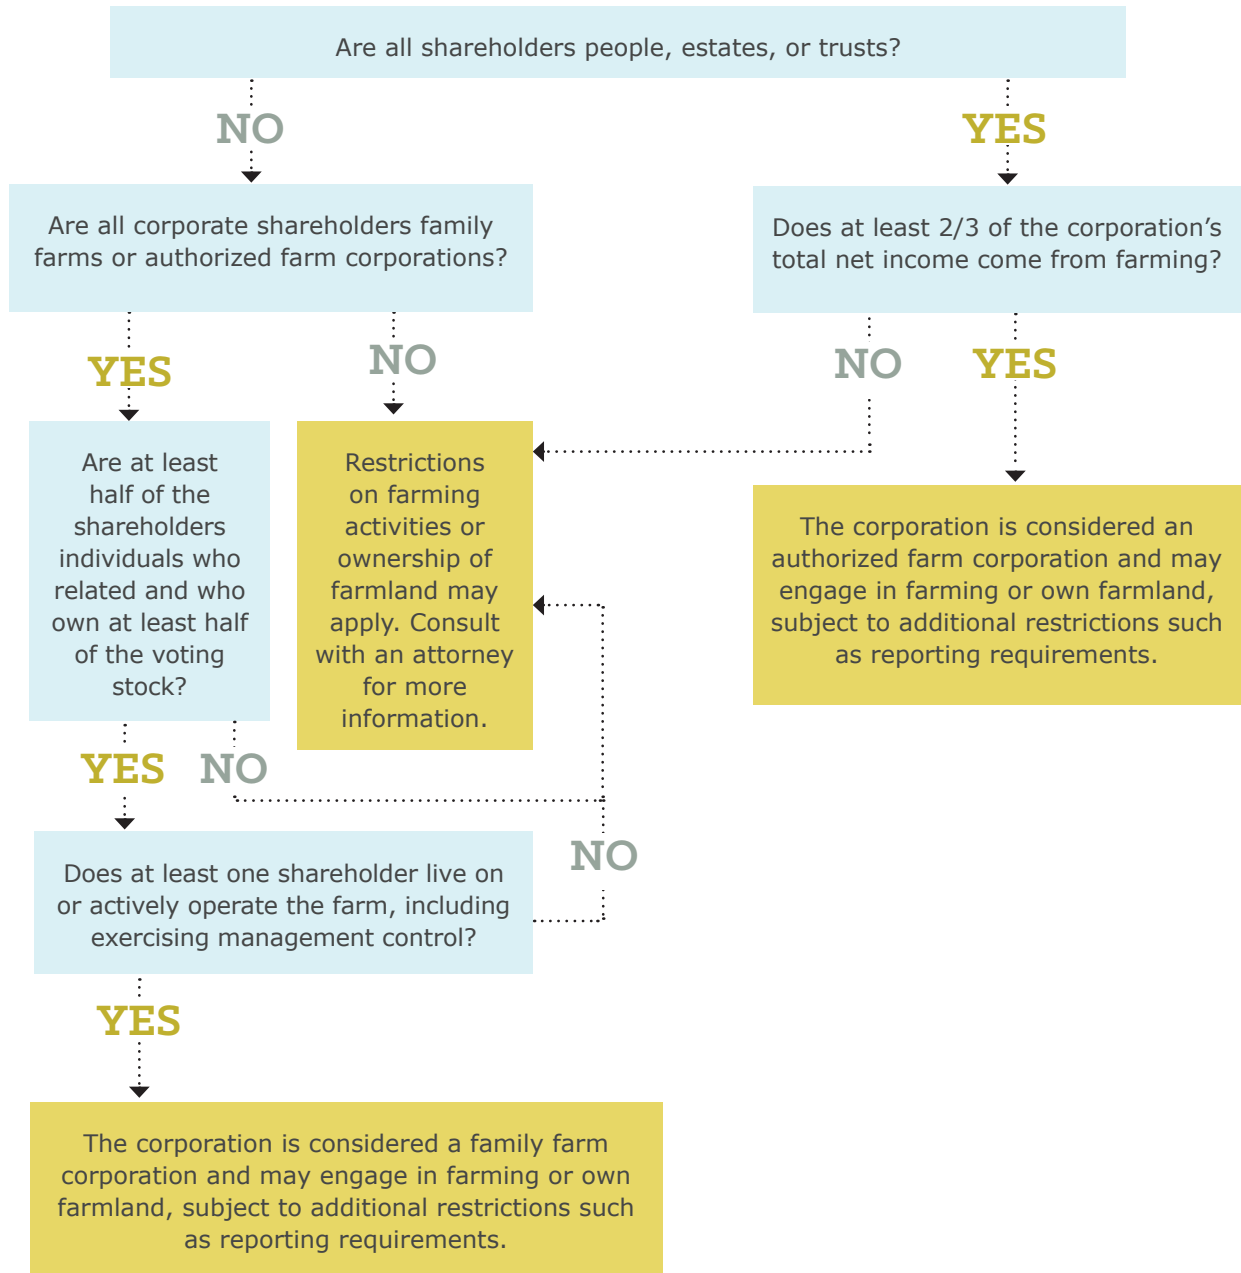 Are all shareholders people, estates, or trusts?
NO
YES
Are all corporate shareholders family
farms or authorized farm corporations?
Does at least 2/3 of the corporation’s
total net income come from farming?
YES
NO
NO
YES
Are at least
half of the
shareholders
individuals who
related and who
own at least half
of the voting
stock?
Restrictions
on farming
activities or
ownership of
farmland may
apply. Consult
with an attorney
for more
information.
The corporation is considered an
authorized farm corporation and may
engage in farming or own farmland,
subject to additional restrictions such
as reporting requirements.
YES
NO
Does at least one shareholder live on
or actively operate the farm, including
exercising management control?
NO
YES
The corporation is considered a family farm
corporation and may engage in farming or own
farmland, subject to additional restrictions such
as reporting requirements.